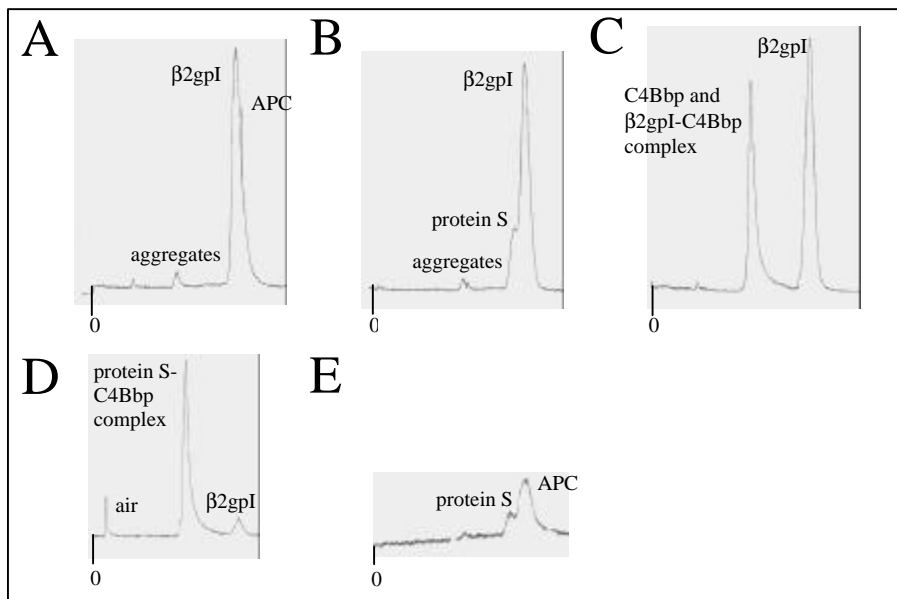 A
β2gpI
APC
aggregates
0
B
β2gpI
protein S
aggregates
0
C
β2gpI
C4Bbp and
β2gpI-C4Bbp
complex
0
D
protein S-
C4Bbp
complex
air
β2gpI
0
E
protein S
APC
0